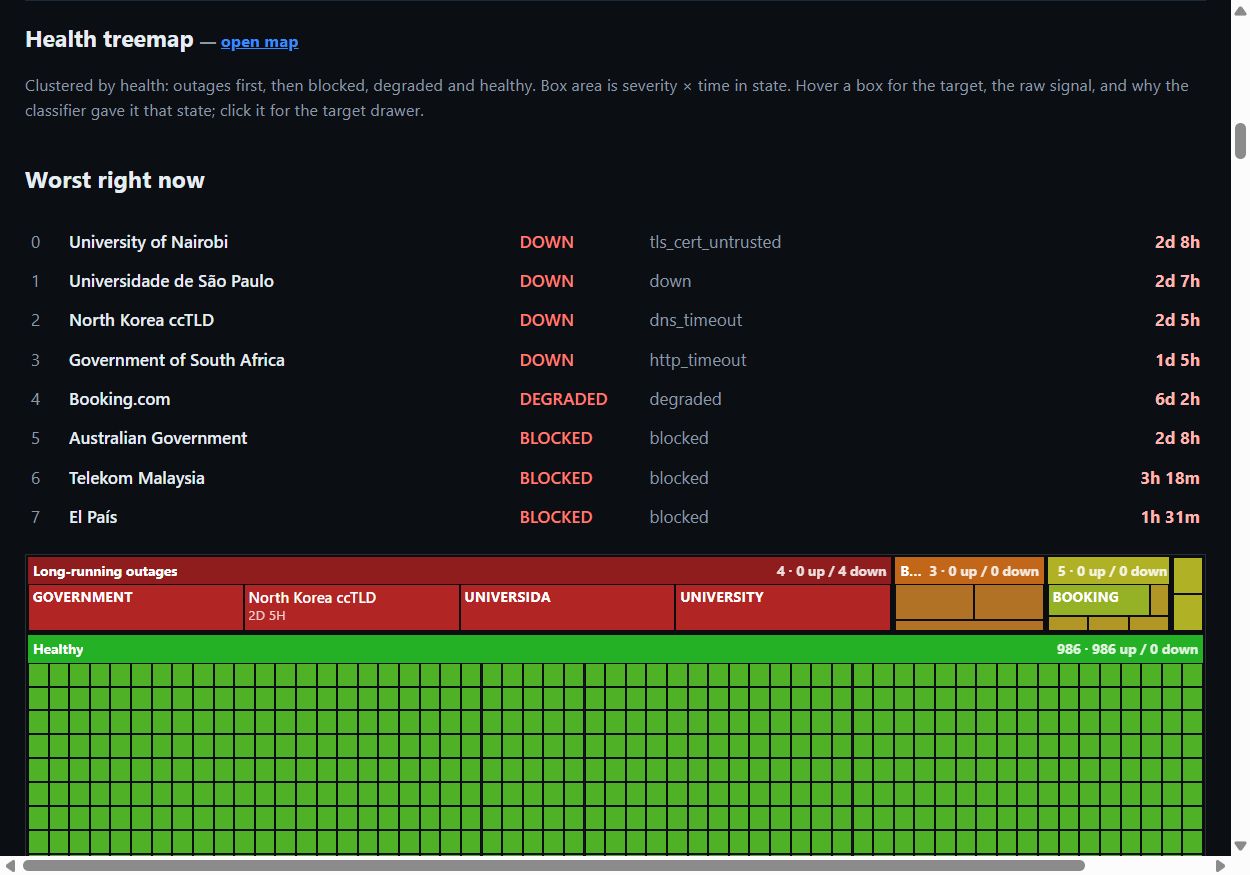 Health treemap — open map
Clustered by health: outages first, then blocked, degraded and healthy. Box area is severity × time in state. Hover a box for the target, the raw signal, and why the
classifier gave it that state; click it for the target drawer.
Worst right now
0 University of Nairobi DOWN tls_cert_untrusted 2d 8h
1 Universidade de São Paulo DOWN down 2d 7h
2 North Korea ccTLD DOWN dns_timeout 2d 5h
3 Government of South Africa DOWN http_timeout 1d 5h
4 Booking.com DEGRADED degraded 6d 2h
5 Australian Government BLOCKED blocked 2d 8h
6 Telekom Malaysia BLOCKED blocked 3h 18m
7 El País BLOCKED blocked 1h 31m
Long-running outages 4 · 0 up / 4 down B... 3 · 0 up / 0 down 5 · 0 up / 0 down
GOVERNMENT North Korea ccTLD UNIVERSIDA UNIVERSITY BOOKING
2D 5H
Healthy 986 · 986 up / 0 down